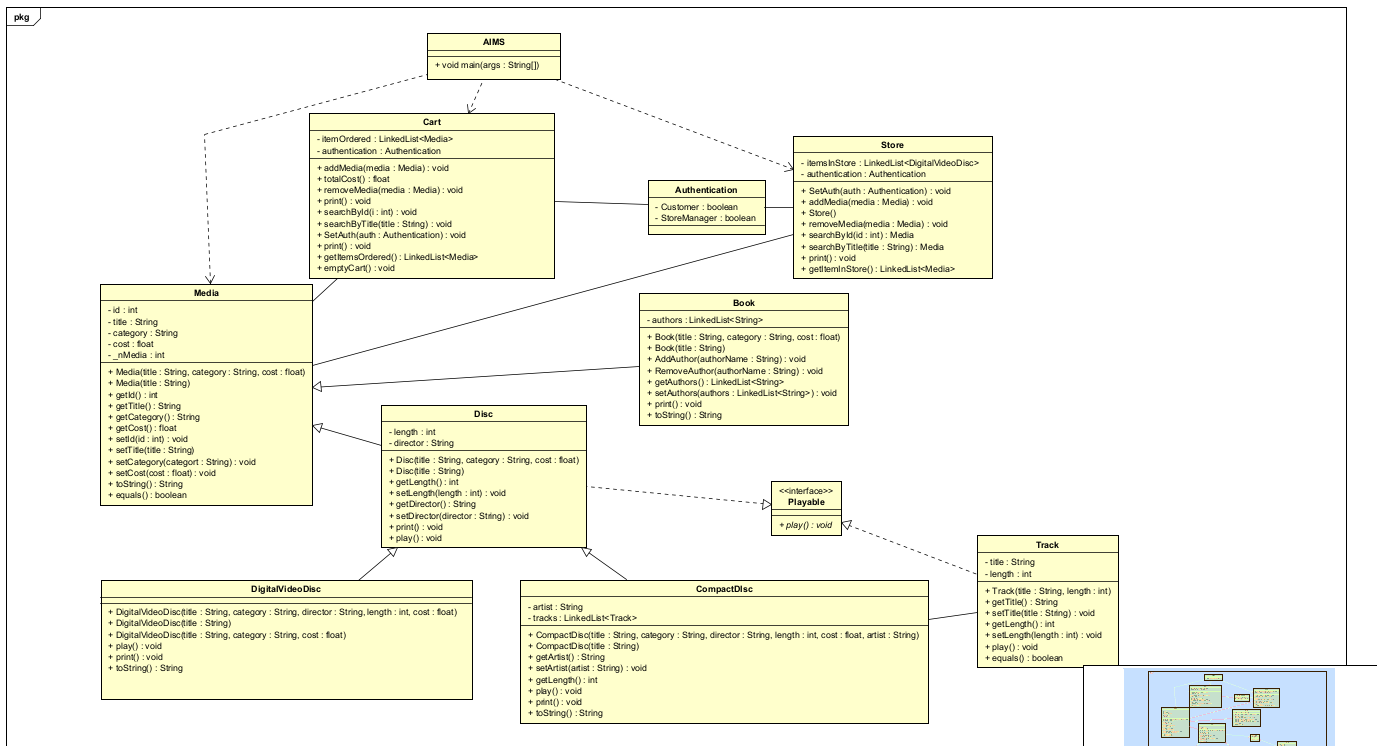 pkg
AIMS
+ void main(args : String[])
Cart
- itemOrdered : LinkedList<Media>
- authentication : Authentication
+ addMedia(media : Media) : void
+ totalCost() : float
+ removeMedia(media : Media) : void
+ print() : void
+ searchById(i : int) : void
+ searchByTitle(title : String) : void
+ SetAuth(auth : Authentication) : void
+ print() : void
+ getItemsOrdered() : LinkedList<Media>
+ emptyCart() : void
Authentication
- Customer : boolean
- StoreManager : boolean
Store
- itemsInStore : LinkedList<DigitalVideoDisc>
- authentication : Authentication
+ SetAuth(auth : Authentication) : void
+ addMedia(media : Media) : void
+ Store()
+ removeMedia(media : Media) : void
+ searchById(id : int) : Media
+ searchByTitle(title : String) : Media
+ print() : void
+ getItemInStore() : LinkedList<Media>
Media
- id : int
- title : String
- category : String
- cost : float
- _nMedia : int
+ Media(title : String, category : String, cost : float)
+ Media(title : String)
+ getId() : int
+ getTitle() : String
+ getCategory() : String
+ getCost() : float
+ setId(id : int) : void
+ setTitle(title : String)
+ setCategory(categort : String) : void
+ setCost(cost : float) : void
+ toString() : String
+ equals() : boolean
Book
- authors : LinkedList<String>
+ Book(title : String, category : String, cost : float)
+ Book(title : String)
+ AddAuthor(authorName : String) : void
+ RemoveAuthor(authorName : String) : void
+ getAuthors() : LinkedList<String>
+ setAuthors(authors : LinkedList<String>) : void
+ print() : void
+ toString() : String
Disc
- length : int
- director : String
+ Disc(title : String, category : String, cost : float)
+ Disc(title : String)
+ getLength() : int
+ setLength(length : int) : void
+ getDirector() : String
+ setDirector(director : String) : void
+ print() : void
+ play() : void
<<interface>>
Playable
+ play() : void
Track
- title : String
- length : int
+ Track(title : String, length : int)
+ getTitle() : String
+ setTitle(title : String) : void
+ getLength() : int
+ setLength(length : int) : void
+ play() : void
+ equals() : boolean
DigitalVideoDisc
+ DigitalVideoDisc(title : String, category : String, director : String, length : int, cost : float)
+ DigitalVideoDisc(title : String)
+ DigitalVideoDisc(title : String, category : String, cost : float)
+ play() : void
+ print() : void
+ toString() : String
CompactDIsc
- artist : String
- tracks : LinkedList<Track>
+ CompactDisc(title : String, category : String, director : String, length : int, cost : float, artist : String)
+ CompactDisc(title : String)
+ getArtist() : String
+ setArtist(artist : String) : void
+ getLength() : int
+ play() : void
+ print() : void
+ toString() : String